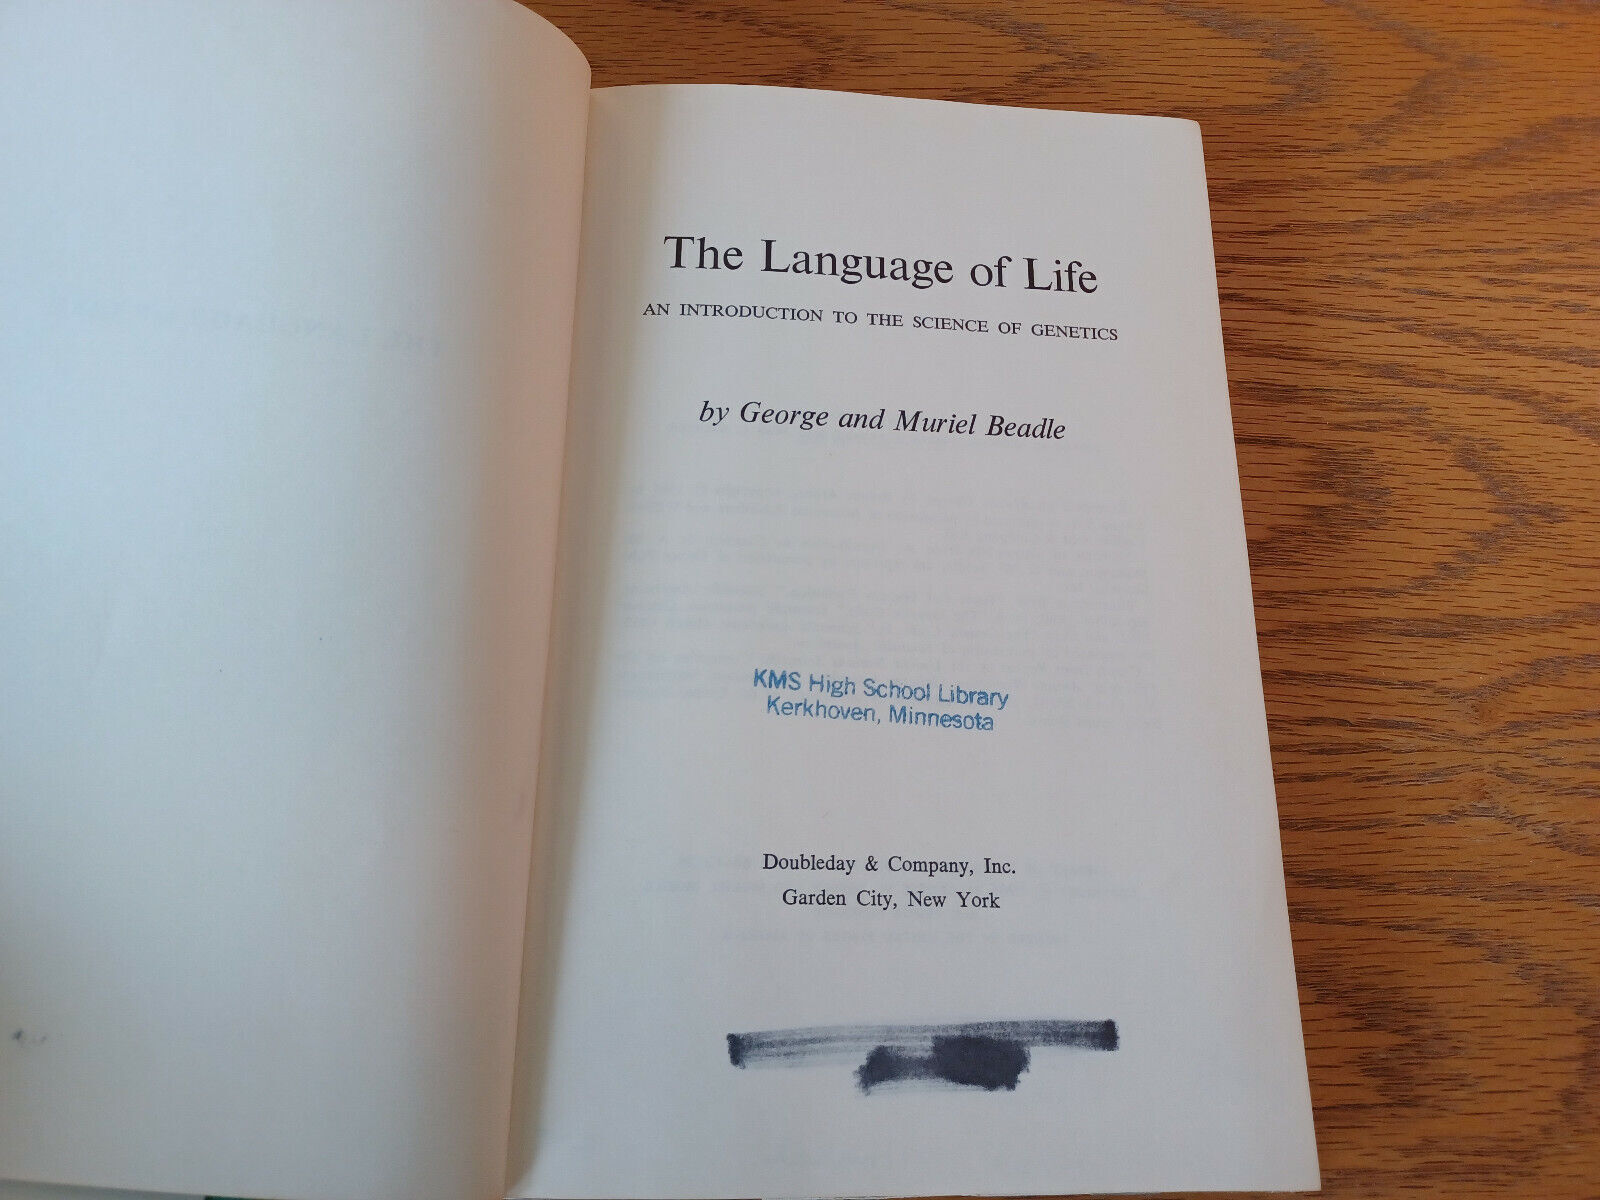 The Language of Life
AN INTRODUCTION TO THE SCIENCE OF GENETICS
by George and Muriel Beadle
KMS High School Library
Kerkhoven, Minnesota
Doubleday & Company, Inc.
Garden City, New York